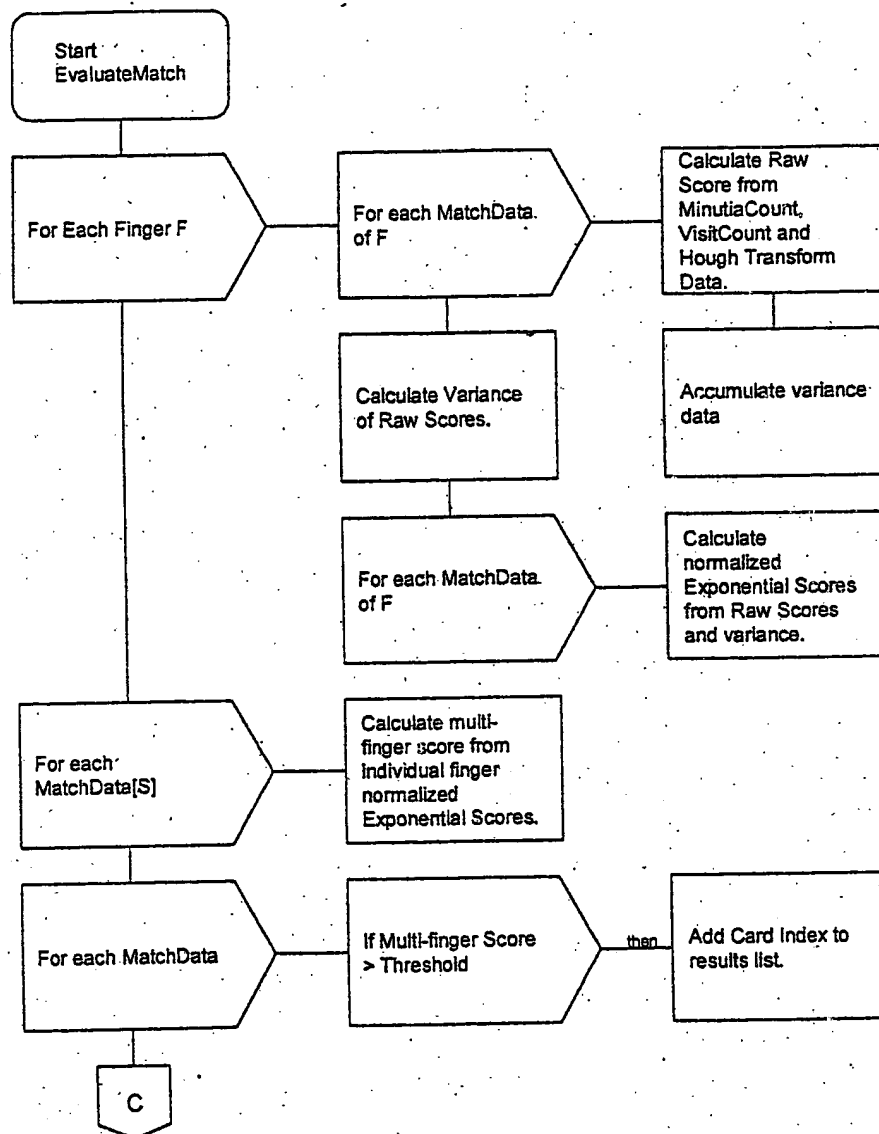 Start
EvaluateMatch
For Each Finger F
For each MatchData.
of F
Calculate Raw
Score from
MinutiaCount,
VisitCount and
Hough Transform
Data.
Calculate Variance
of Raw Scores.
Accumulate variance
data
For each MatchData.
of F
Calculate
normalized
Exponential Scores
from Raw Scores
and variance.
For each
MatchData[S]
Calculate multi-
finger score from
individual finger
normalized
Exponential Scores.
For each MatchData
If Multi-finger Score
> Threshold
then
Add Card Index to
results list.
C